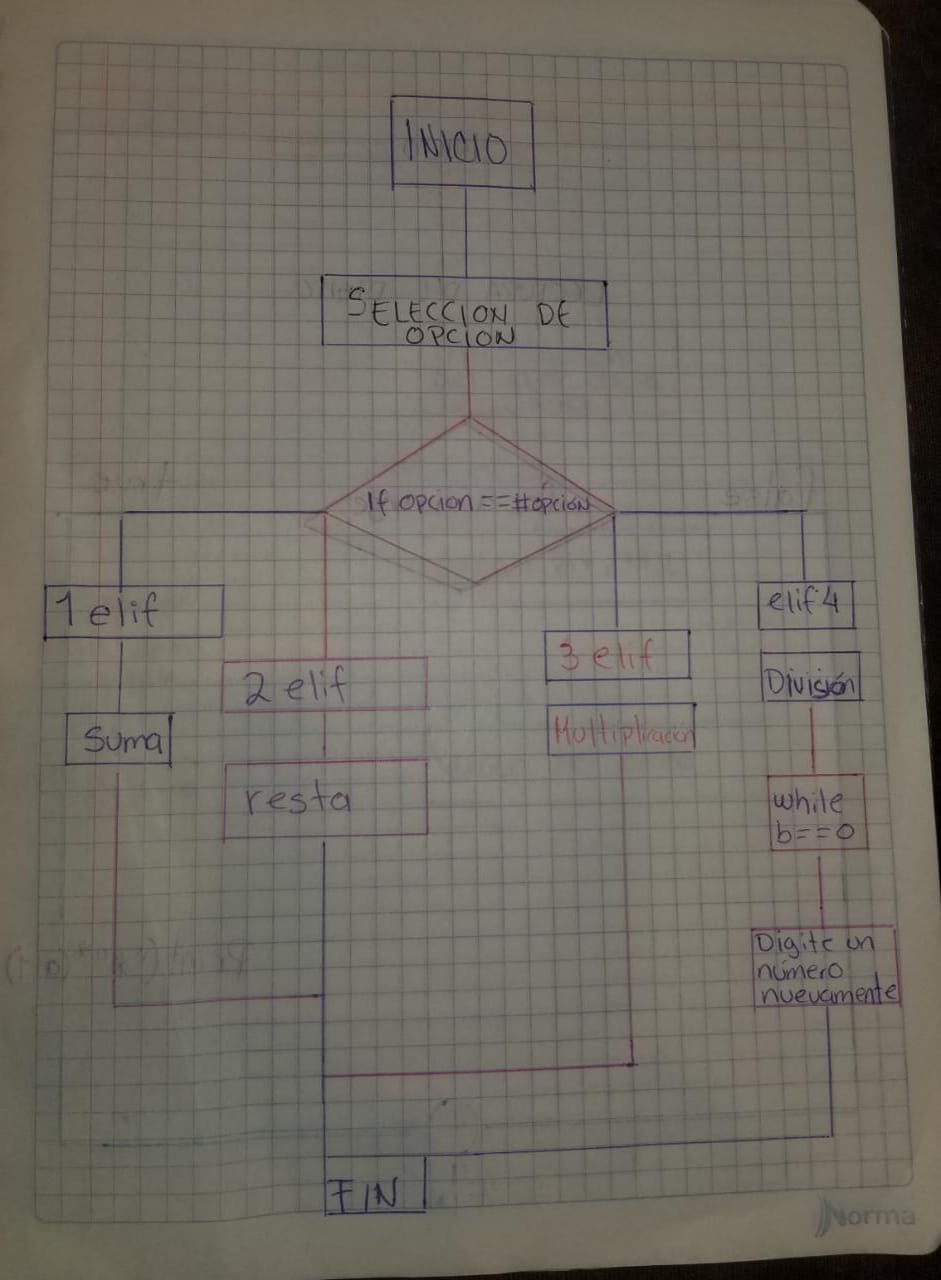 INICIO
SELECCION DE
OPCION
If opcion==#opción
1 elif
elif 4
3 elif
2 elif
División
Suma
Multiplicación
resta
while
b==0
Digite un
número
nuevamente
FIN
Norma